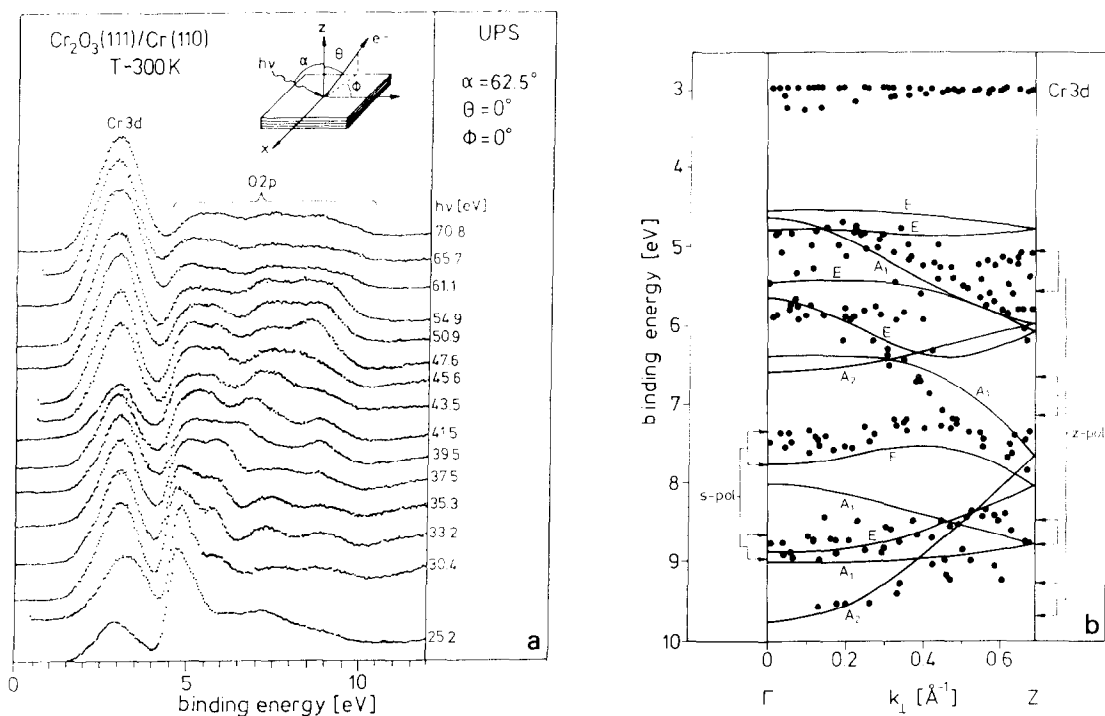 Cr2O3(111)/Cr(110)
T~300K
z
θ
e-
α
hν
Φ
x
UPS
α=62.5°
Θ=0°
Φ=0°
Cr3d
O2p
hν[eV]
70.8
65.7
61.1
54.9
50.9
47.6
45.6
43.5
41.5
39.5
37.5
35.3
33.2
30.4
25.2
0 5 10
binding energy [eV]
a
3
4
5
6
7
8
9
10
binding energy [eV]
Cr3d
E
E
A1
E
E
A2
A1
E
A1
E
A1
A2
s-pol
z-pol
0 0.2 0.4 0.6
Γ k⊥ [Å-1] Z
b